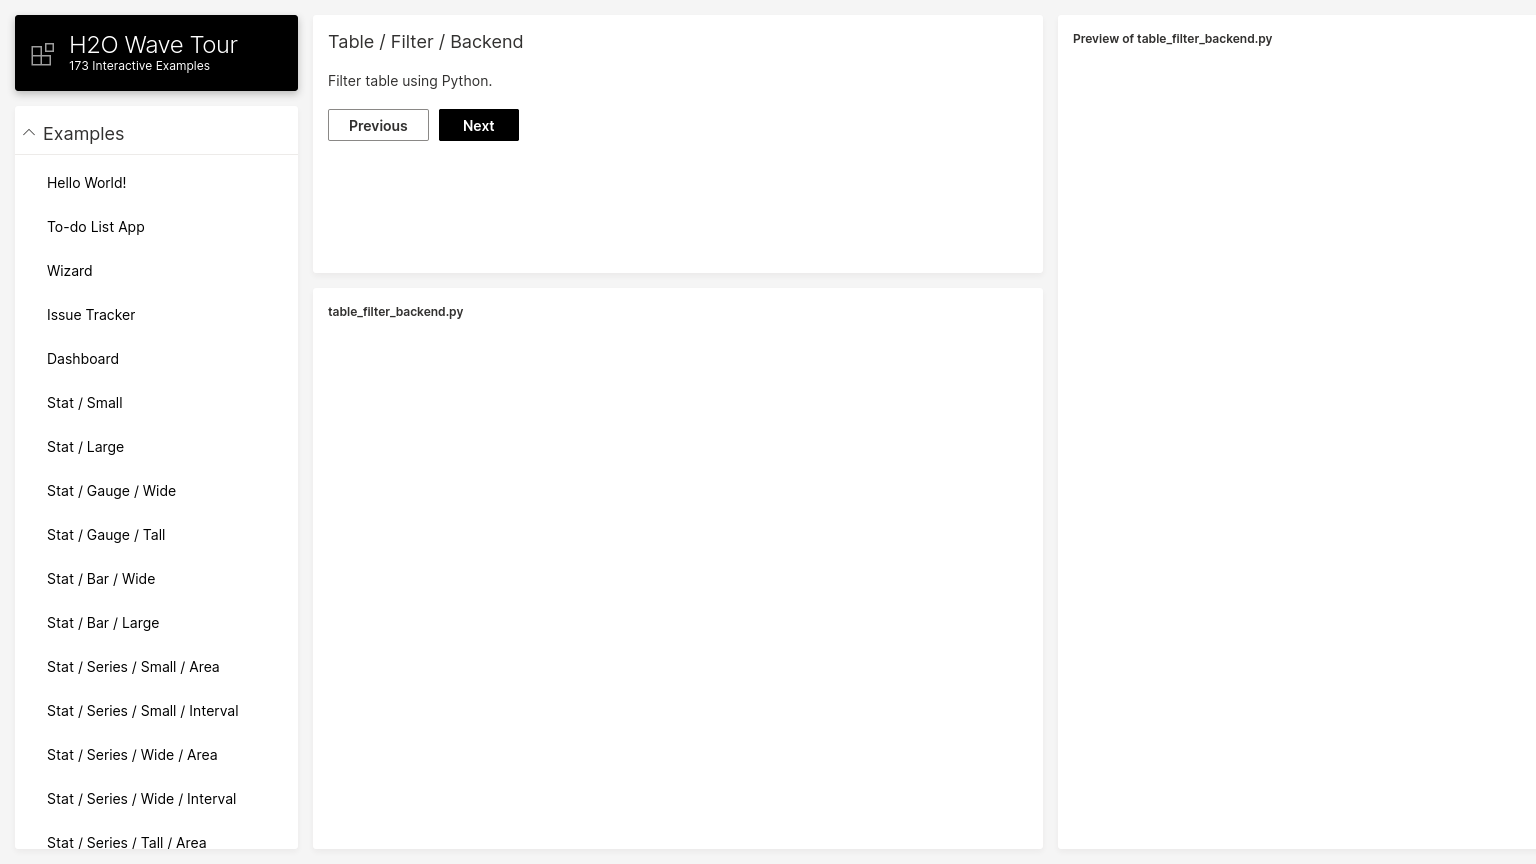 H2O Wave Tour
173 Interactive Examples
Examples
Hello World!
To-do List App
Wizard
Issue Tracker
Dashboard
Stat / Small
Stat / Large
Stat / Gauge / Wide
Stat / Gauge / Tall
Stat / Bar / Wide
Stat / Bar / Large
Stat / Series / Small / Area
Stat / Series / Small / Interval
Stat / Series / Wide / Area
Stat / Series / Wide / Interval
Stat / Series / Tall / Area
Table / Filter / Backend
Filter table using Python.
Previous
Next
table_filter_backend.py
Preview of table_filter_backend.py